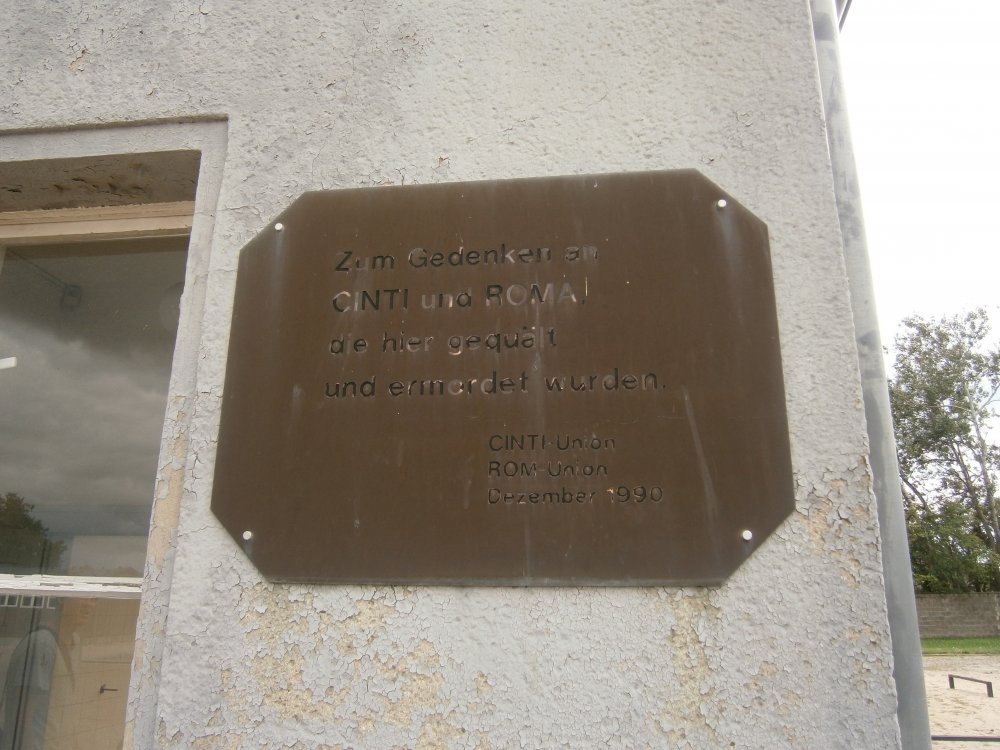 Zum Gedenken an
CINTI und ROMA,
die hier gequält
und ermordet wurden.
CINTI-Union
ROM-Union
Dezember 1990